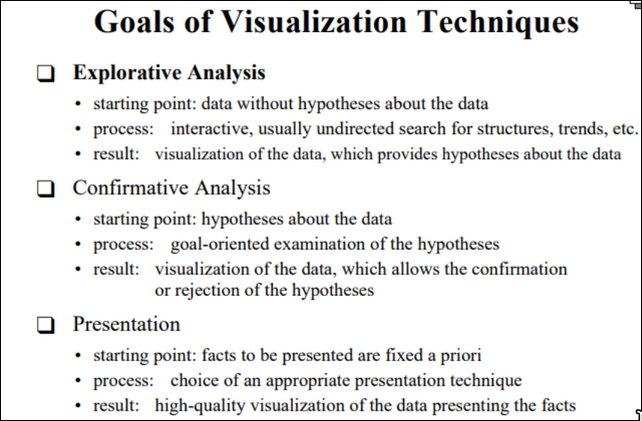 Goals of Visualization Techniques
❑ Explorative Analysis
• starting point: data without hypotheses about the data
• process: interactive, usually undirected search for structures, trends, etc.
• result: visualization of the data, which provides hypotheses about the data
❑ Confirmative Analysis
• starting point: hypotheses about the data
• process: goal-oriented examination of the hypotheses
• result: visualization of the data, which allows the confirmation
or rejection of the hypotheses
❑ Presentation
• starting point: facts to be presented are fixed a priori
• process: choice of an appropriate presentation technique
• result: high-quality visualization of the data presenting the facts